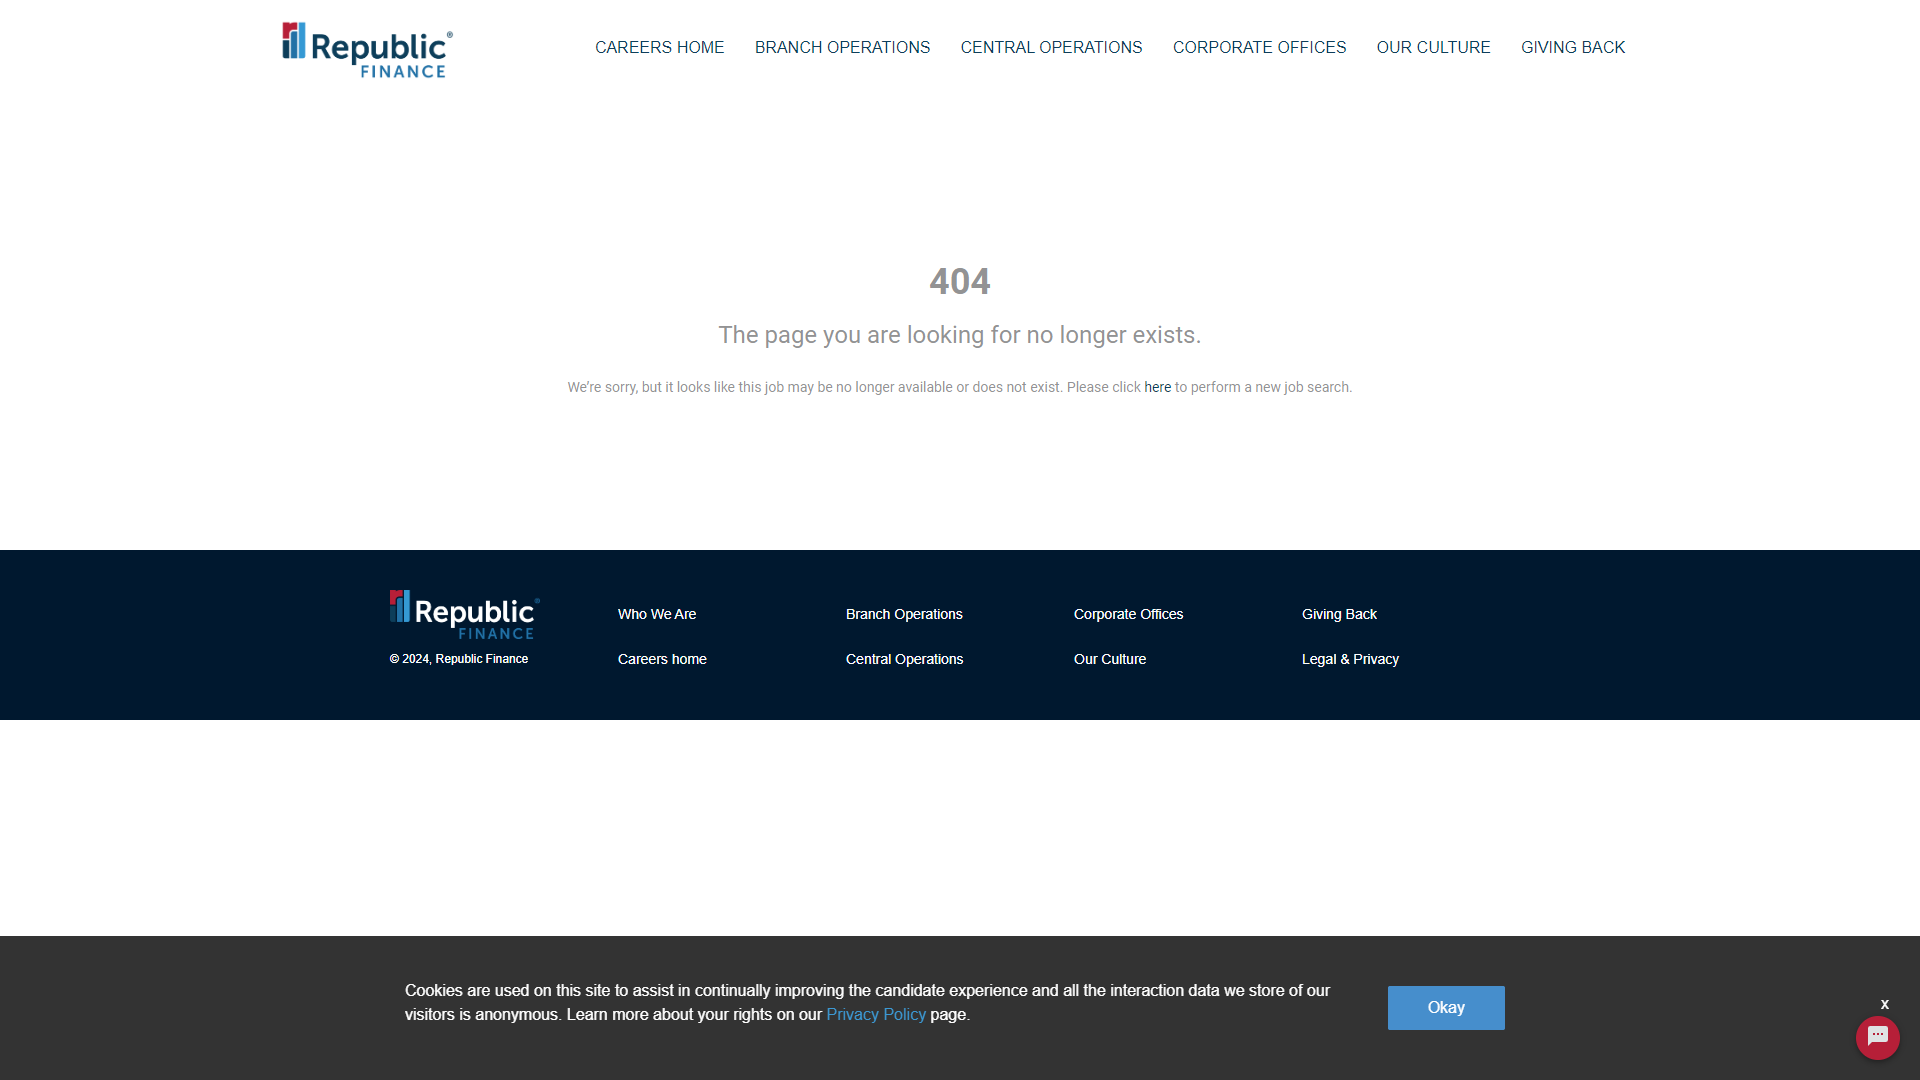 Republic®
FINANCE
CAREERS HOME
BRANCH OPERATIONS
CENTRAL OPERATIONS
CORPORATE OFFICES
OUR CULTURE
GIVING BACK
404
The page you are looking for no longer exists.
We're sorry, but it looks like this job may be no longer available or does not exist. Please click here to perform a new job search.
Republic®
FINANCE
© 2024, Republic Finance
Who We Are
Careers home
Branch Operations
Central Operations
Corporate Offices
Our Culture
Giving Back
Legal & Privacy
Cookies are used on this site to assist in continually improving the candidate experience and all the interaction data we store of our
visitors is anonymous. Learn more about your rights on our Privacy Policy page.
Okay
x